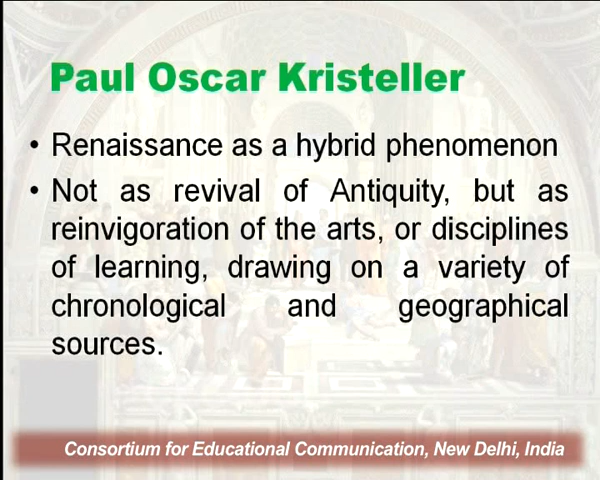 Paul Oscar Kristeller
• Renaissance as a hybrid phenomenon
• Not as revival of Antiquity, but as
reinvigoration of the arts, or disciplines
of learning, drawing on a variety of
chronological and geographical
sources.
Consortium for Educational Communication, New Delhi, India